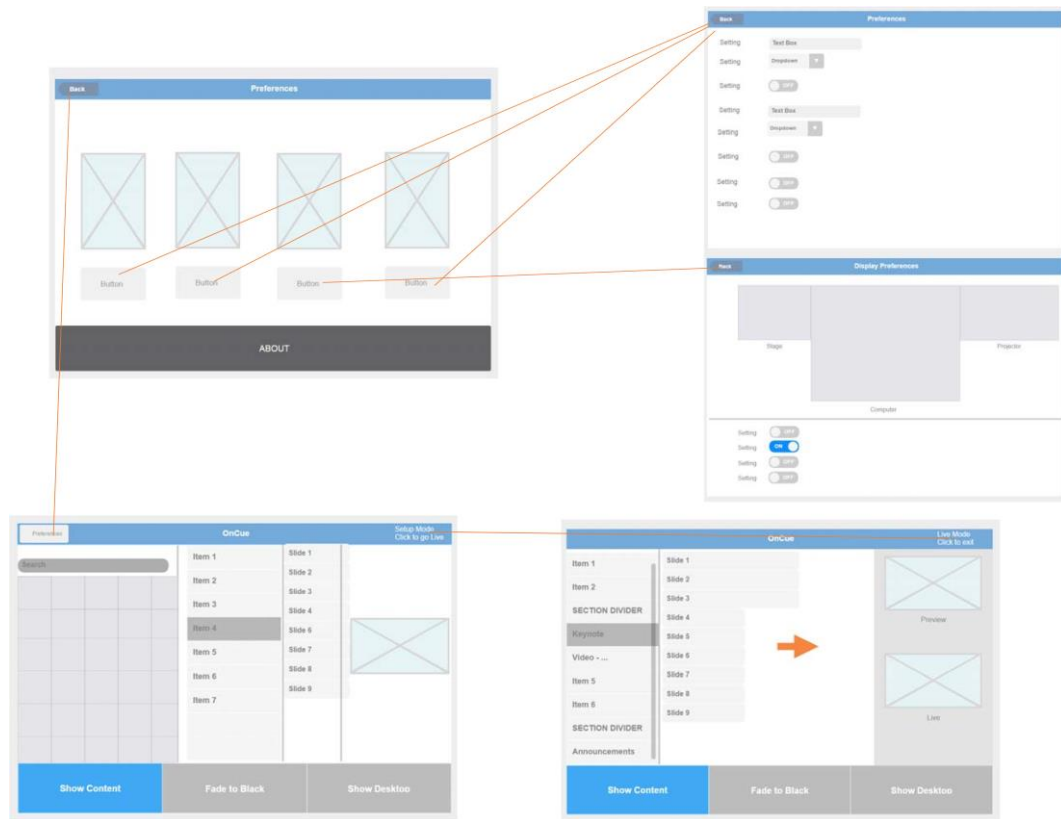 Back
Preferences
Button
Button
Button
Button
ABOUT
Back
Preferences
Setting
Text Box
Setting
Dropdown
Setting
OFF
Setting
Text Box
Setting
Dropdown
Setting
OFF
Setting
OFF
Setting
OFF
Back
Display Preferences
Stage
Projector
Computer
Setting
OFF
Setting
ON
Setting
OFF
Setting
OFF
Preferences
OnCue
Setup Mode
Click to go Live
Search
Item 1
Item 2
Item 3
Item 4
Item 5
Item 6
Item 7
Slide 1
Slide 2
Slide 3
Slide 4
Slide 6
Slide 7
Slide 8
Slide 9
Show Content
Fade to Black
Show Desktop
OnCue
Live Mode
Click to exit
Item 1
Item 2
SECTION DIVIDER
Keynote
Video - ...
Item 5
Item 6
SECTION DIVIDER
Announcements
Slide 1
Slide 2
Slide 3
Slide 4
Slide 5
Slide 6
Slide 7
Slide 8
Slide 9
Preview
Live
Show Content
Fade to Black
Show Desktop